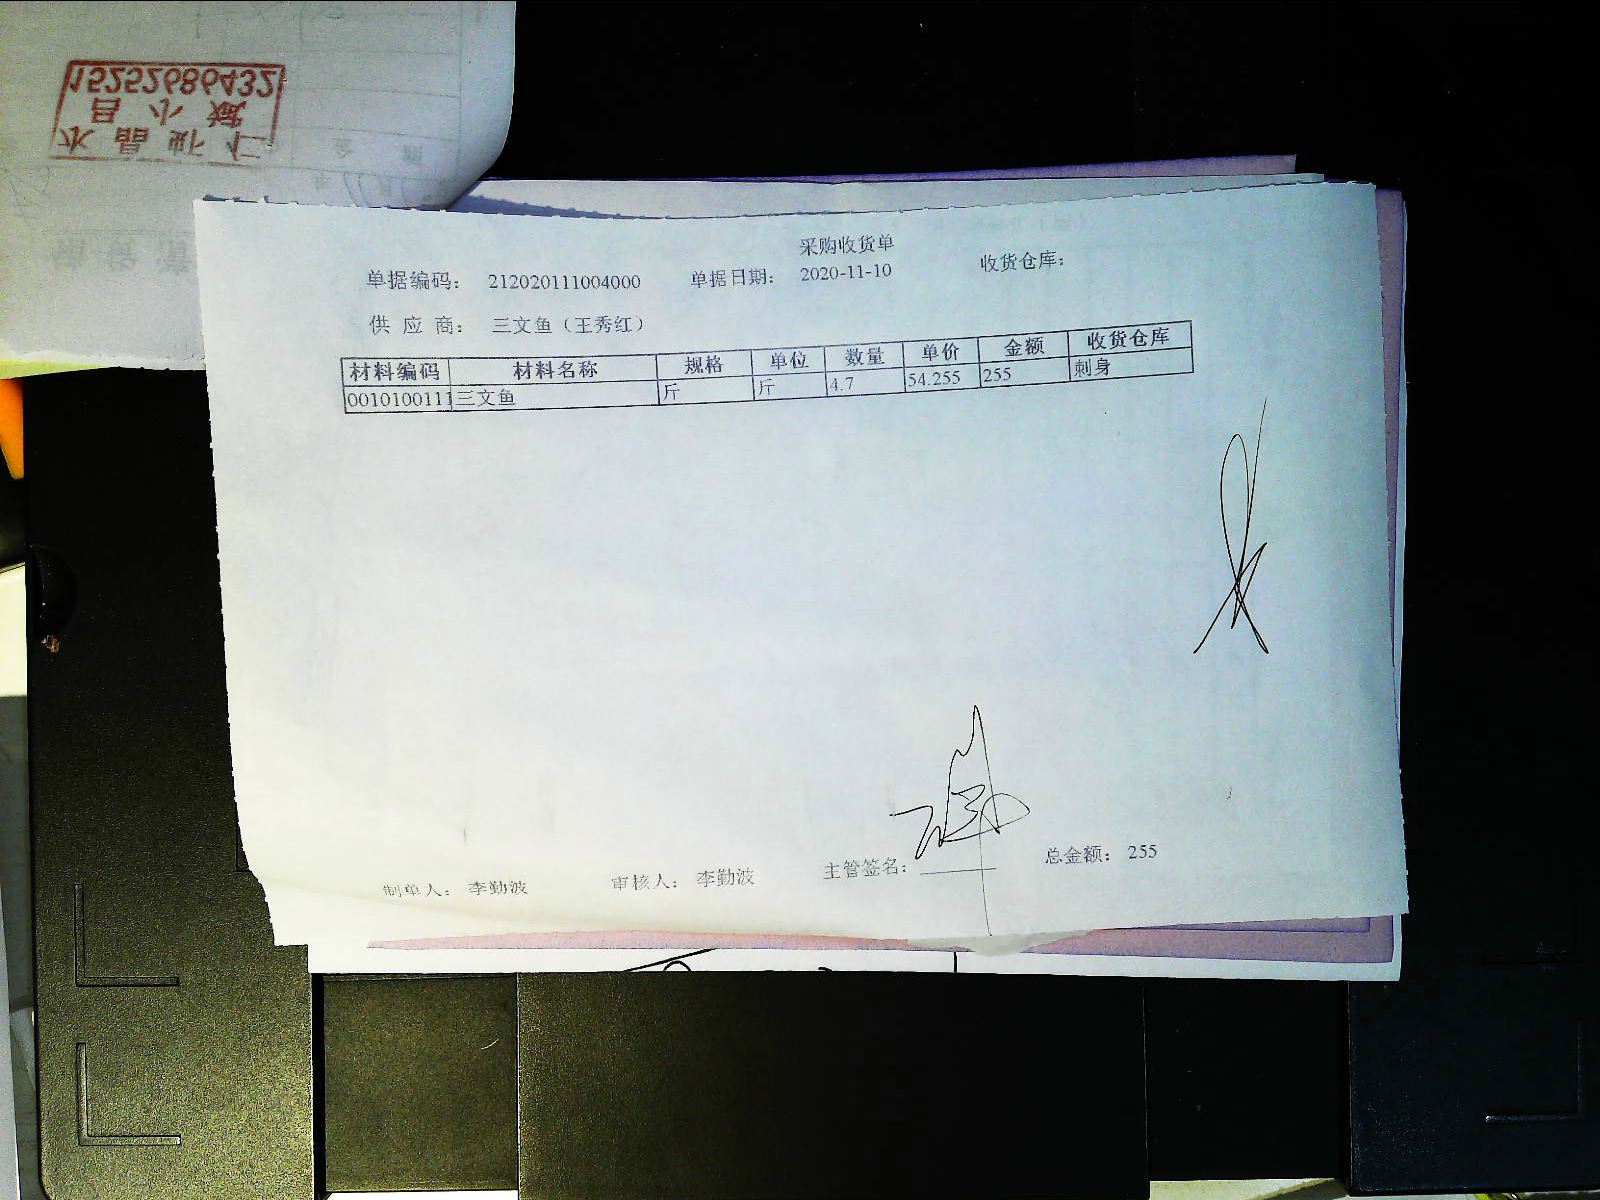 15252686432
采购收货单
单据编码： 212020111004000 单据日期： 2020-11-10 收货仓库：
供 应 商： 三文鱼（王秀红）
材料编码 材料名称 规格 单位 数量 单价 金额 收货仓库
0010100111 三文鱼 斤 斤 4.7 54.255 255 刺身
制单人： 李勤波 审核人： 李勤波 主管签名： 总金额： 255